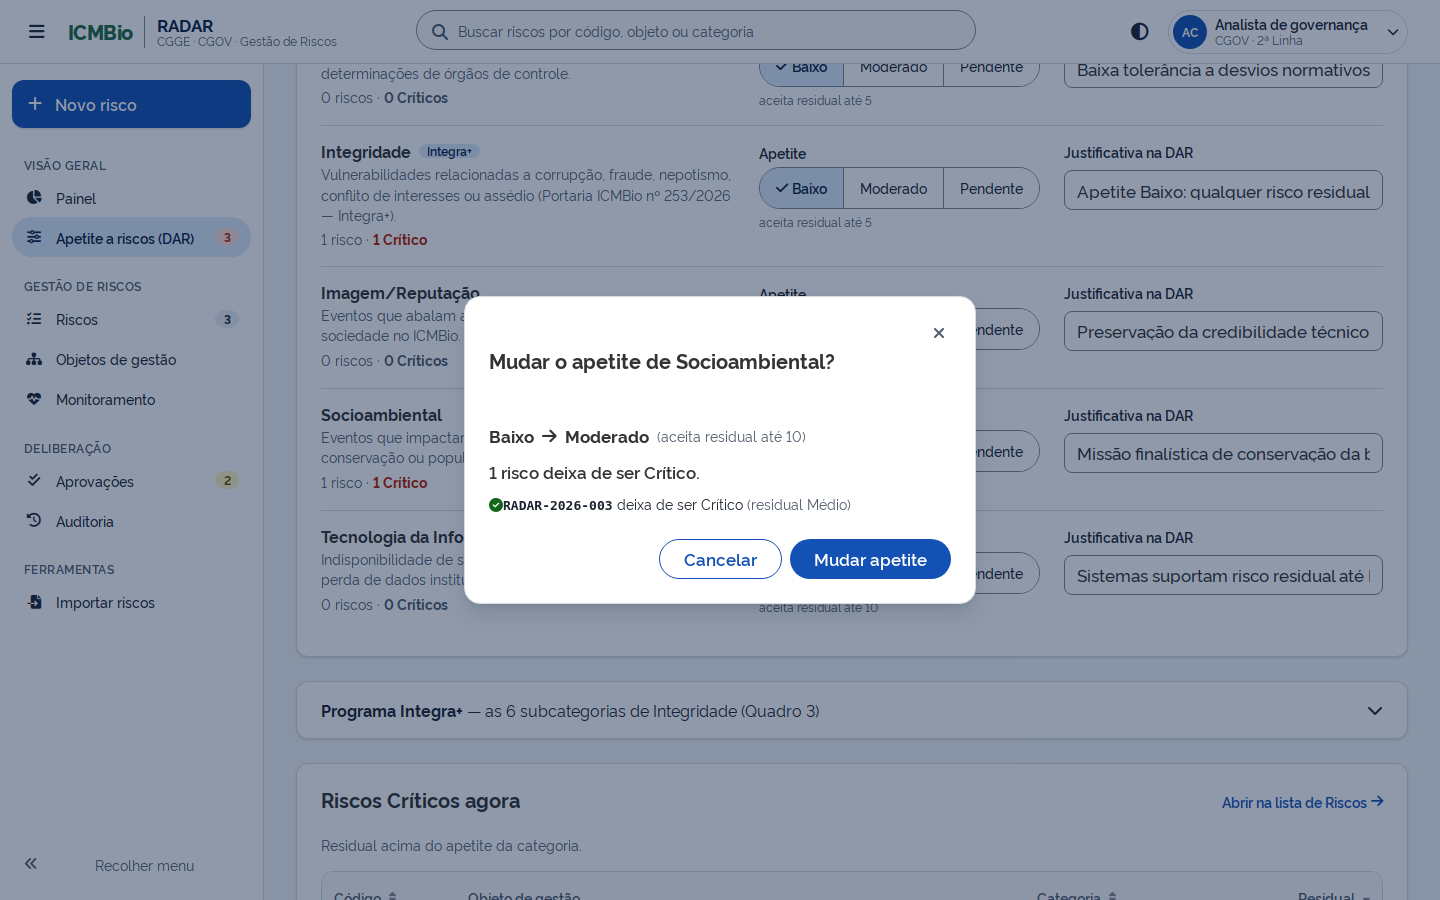 ICMBio
RADAR
CGGE · CGOV · Gestão de Riscos
Buscar riscos por código, objeto ou categoria
AC
Analista de governança
CGOV · 2ª Linha
Novo risco
VISÃO GERAL
Painel
Apetite a riscos (DAR)
3
GESTÃO DE RISCOS
Riscos
3
Objetos de gestão
Monitoramento
DELIBERAÇÃO
Aprovações
2
Auditoria
FERRAMENTAS
Importar riscos
Recolher menu
determinações de órgãos de controle.
0 riscos · 0 Críticos
Baixo
Moderado
Pendente
aceita residual até 5
Baixa tolerância a desvios normativos
Integridade
Integra+
Vulnerabilidades relacionadas a corrupção, fraude, nepotismo,
conflito de interesses ou assédio (Portaria ICMBio nº 253/2026
— Integra+).
1 risco · 1 Crítico
Apetite
Baixo
Moderado
Pendente
aceita residual até 5
Justificativa na DAR
Apetite Baixo: qualquer risco residual
Imagem/Reputação
Eventos que abalam a
sociedade no ICMBio.
0 riscos · 0 Críticos
Apetite
endente
Justificativa na DAR
Preservação da credibilidade técnico
Socioambiental
Eventos que impactar
conservação ou popul
1 risco · 1 Crítico
endente
Justificativa na DAR
Missão finalística de conservação da b
Tecnologia da Info
Indisponibilidade de s
perda de dados institu
0 riscos · 0 Críticos
endente
aceita residual até 10
Justificativa na DAR
Sistemas suportam risco residual até
Mudar o apetite de Socioambiental?
Baixo → Moderado (aceita residual até 10)
1 risco deixa de ser Crítico.
RADAR-2026-003 deixa de ser Crítico (residual Médio)
Cancelar
Mudar apetite
Programa Integra+ — as 6 subcategorias de Integridade (Quadro 3)
Riscos Críticos agora
Abrir na lista de Riscos →
Residual acima do apetite da categoria.
Código
Objeto de gestão
Categoria
Residual